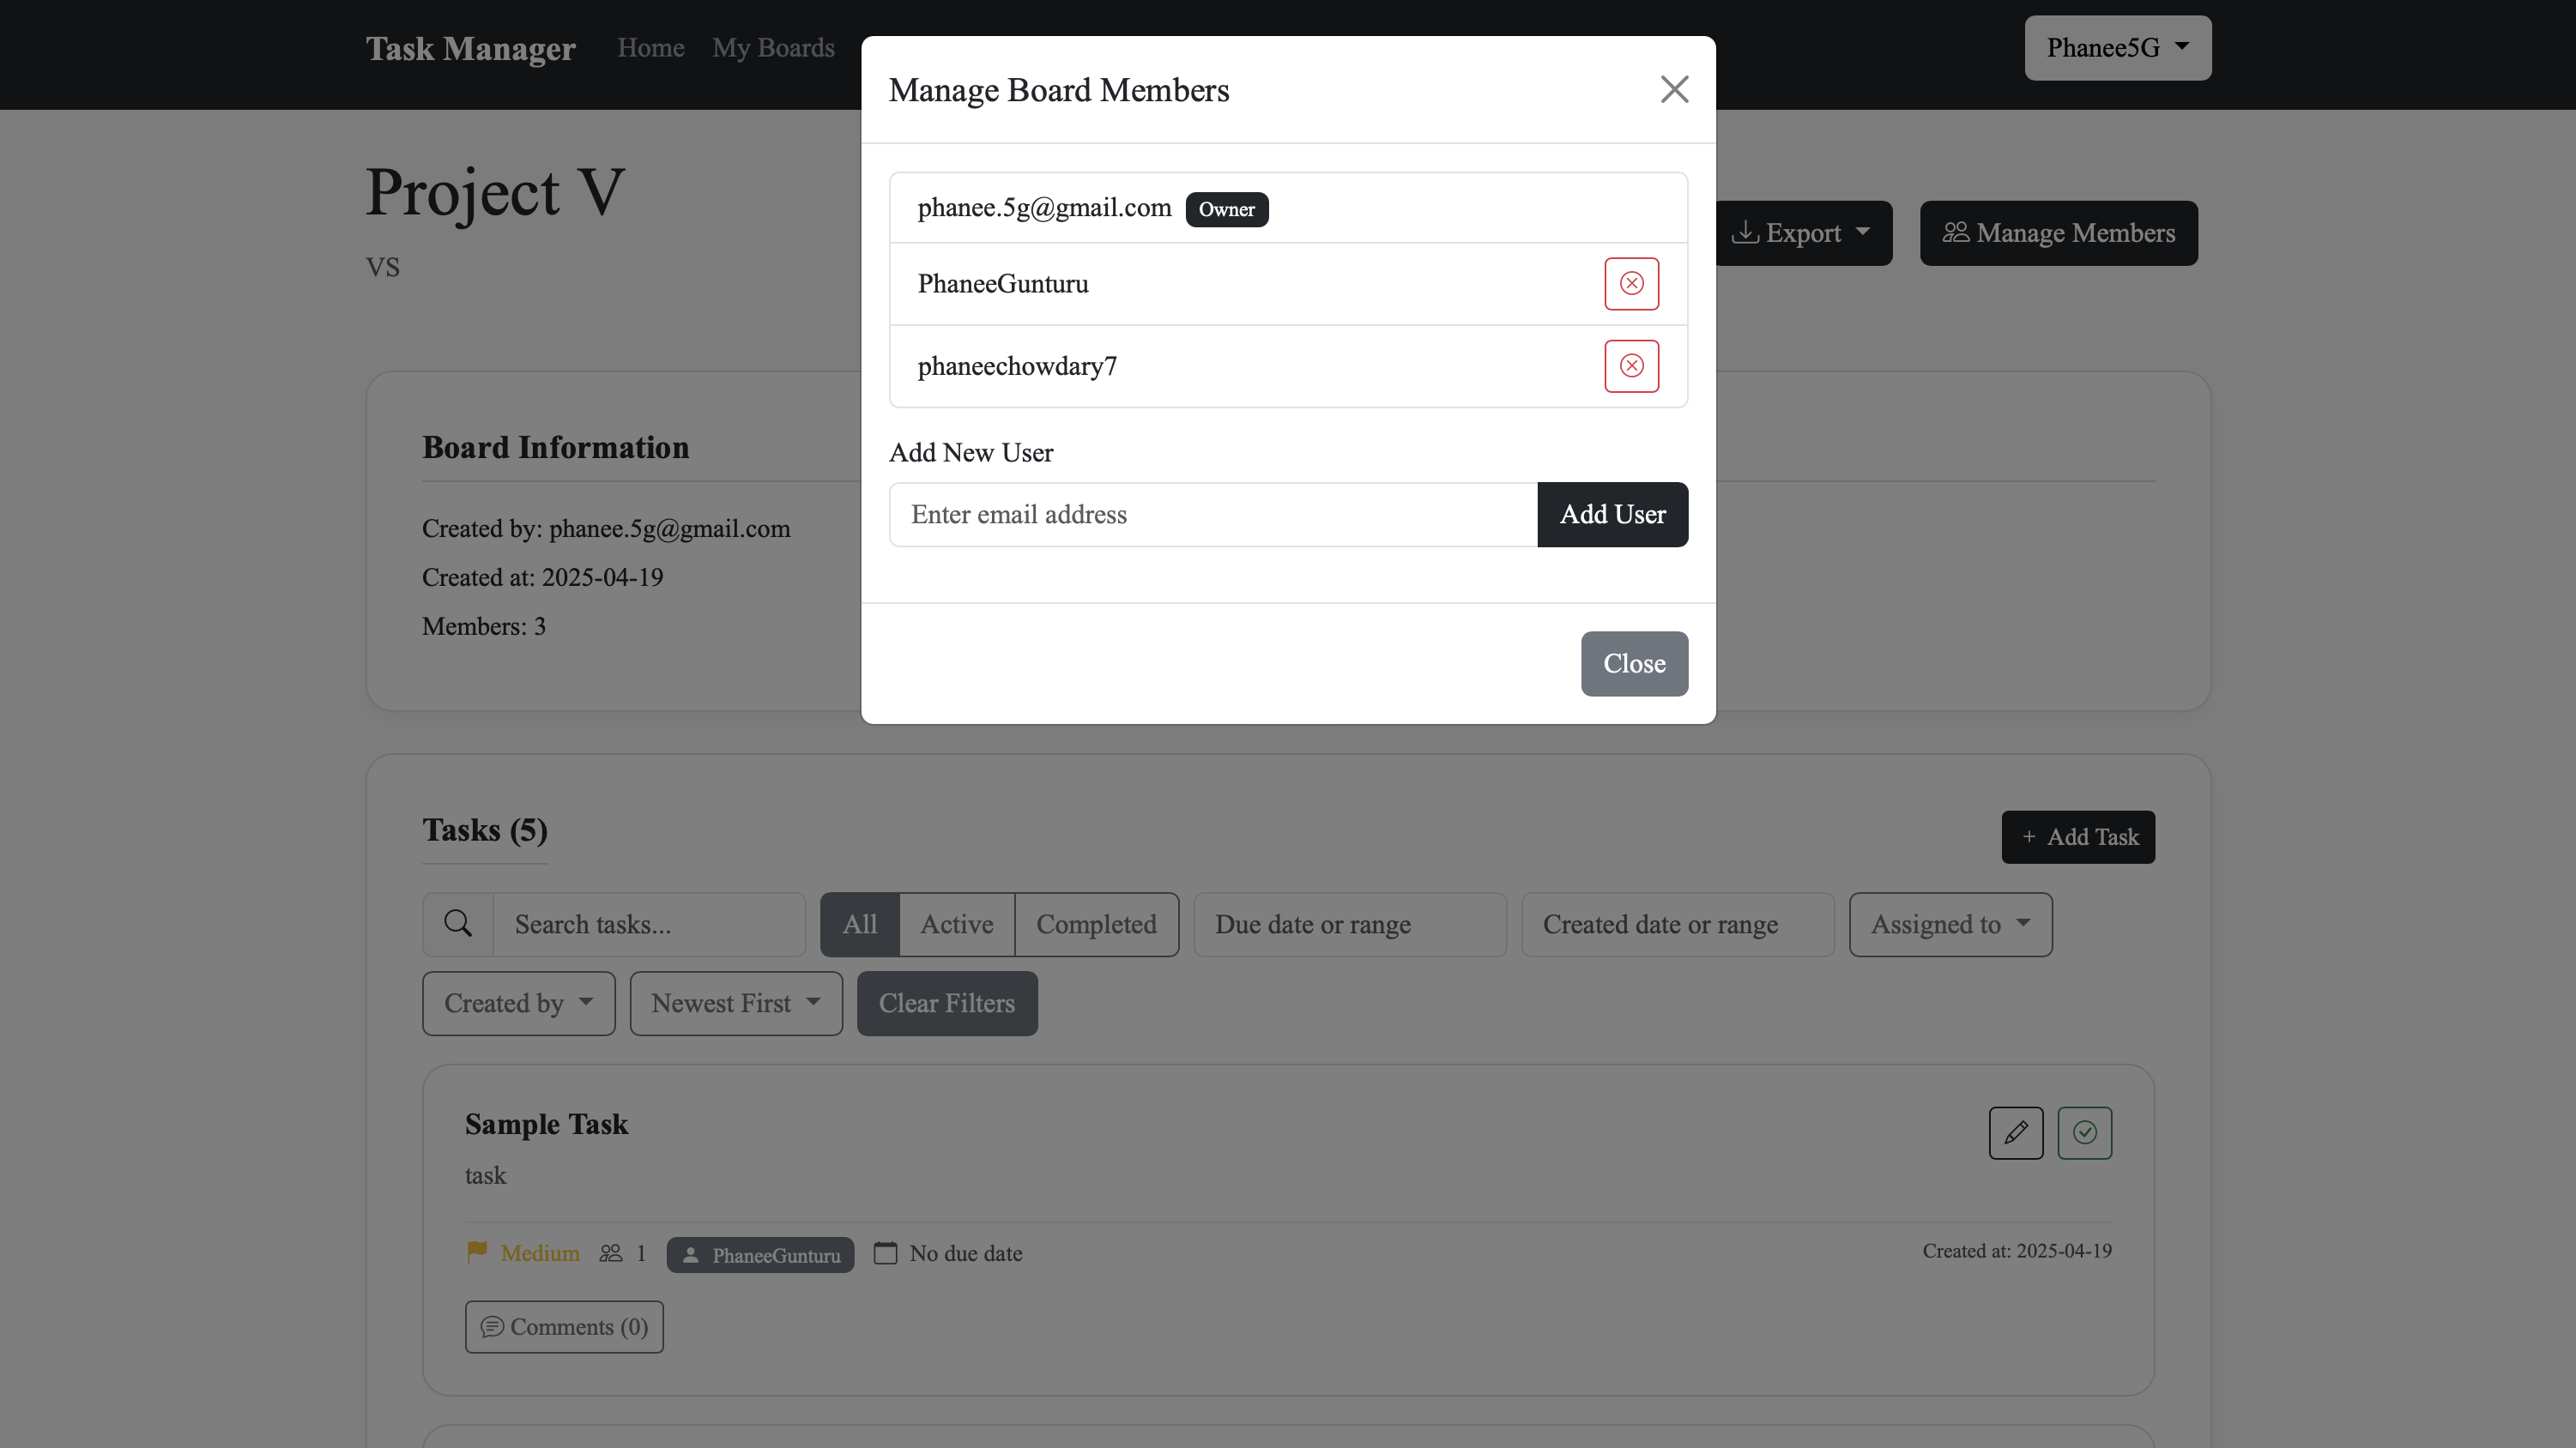 Task Manager Home My Boards Phanee5G
Manage Board Members
Project V
VS
Export Manage Members
phanee.5g@gmail.com Owner
PhaneeGunturu
phaneechowdary7
Add New User
Enter email address Add User
Close
Board Information
Created by: phanee.5g@gmail.com
Created at: 2025-04-19
Members: 3
Tasks (5)
+ Add Task
Search tasks... All Active Completed Due date or range Created date or range Assigned to
Created by Newest First Clear Filters
Sample Task
task
Medium 1 PhaneeGunturu No due date Created at: 2025-04-19
Comments (0)